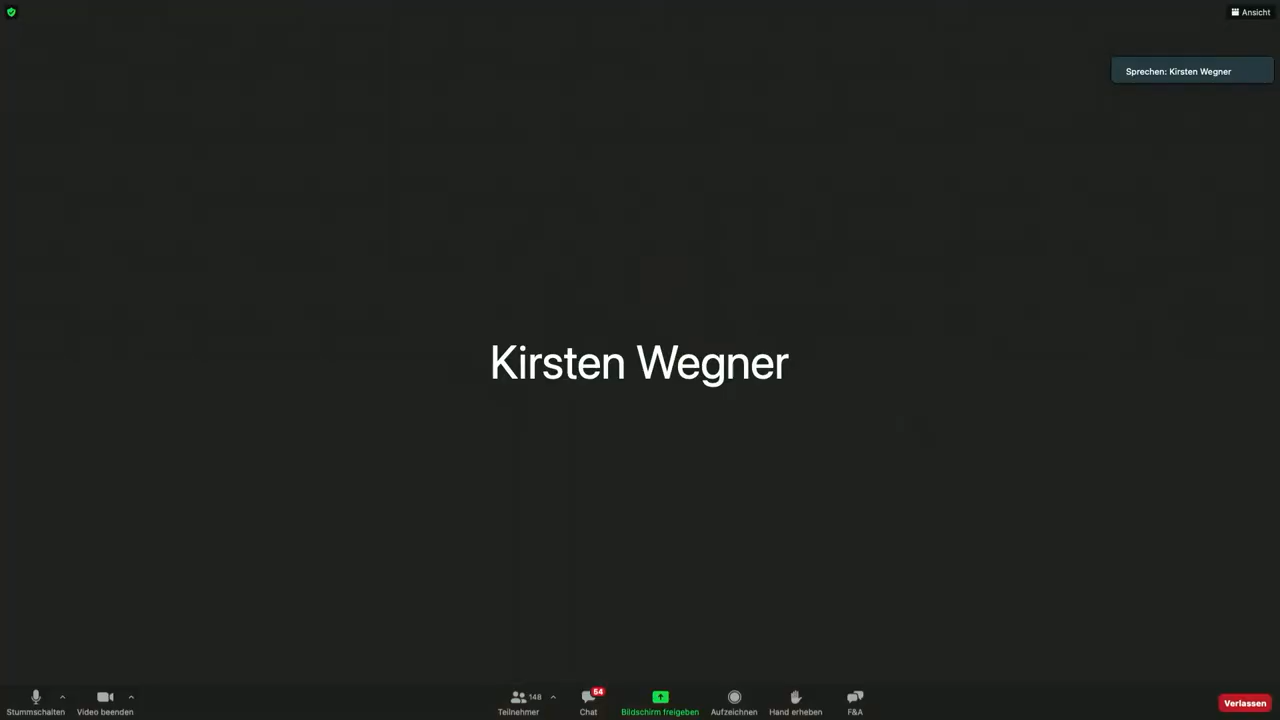 Ansicht
Sprechen: Kirsten Wegner
Kirsten Wegner
148
54
Stummschalten
Video beenden
Teilnehmer
Chat
Bildschirm freigeben
Aufzeichnen
Hand erheben
F&A
Verlassen